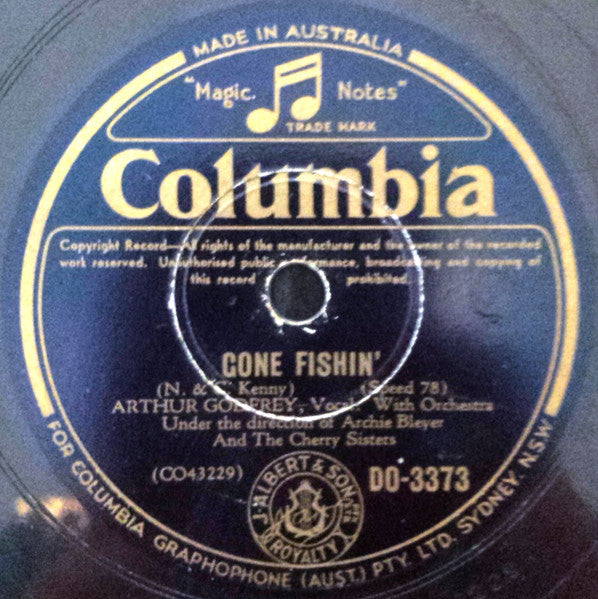 MADE IN AUSTRALIA
"Magic Notes"
TRADE MARK
Columbia
Copyright Record—All rights of the manufacturer and the owner of the recorded
work reserved. Unauthorised public performance, broadcasting and copying of
this record prohibited.
GONE FISHIN'
(N. & C. Kenny) (Speed 78)
ARTHUR GODFREY, Vocal. With Orchestra
Under the direction of Archie Bleyer
And The Cherry Sisters
(CO43229) DO-3373
J. ALBERT & SON
ROYALTY
FOR COLUMBIA GRAPHOPHONE (AUST.) PTY. LTD. SYDNEY. N.S.W.